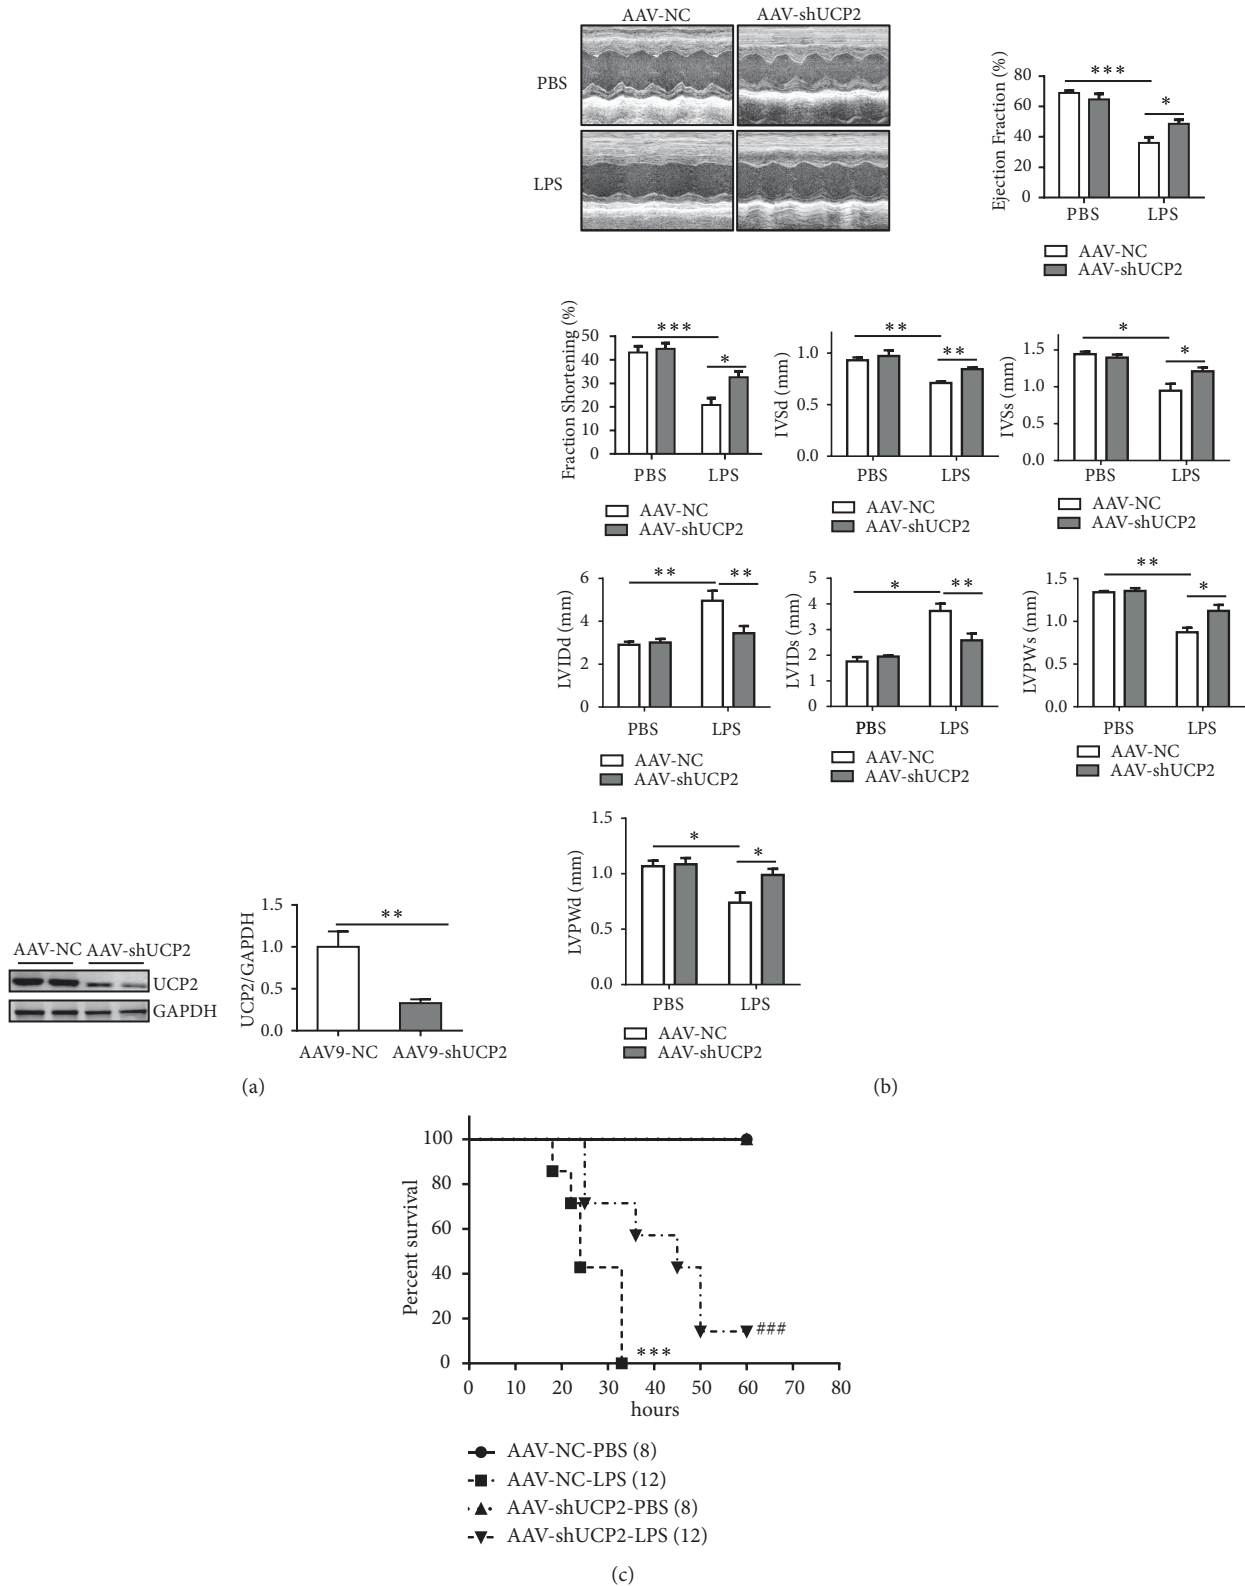 AAV-NC AAV-shUCP2
PBS
LPS
Ejection Fraction (%)
80
60
40
20
0
***
*
PBS LPS
AAV-NC
AAV-shUCP2
Fraction Shortening (%)
50
40
30
20
10
0
***
*
PBS LPS
AAV-NC
AAV-shUCP2
IVSd (mm)
1.0
0.5
0.0
**
**
PBS LPS
AAV-NC
AAV-shUCP2
IVSs (mm)
1.5
1.0
0.5
0.0
*
*
PBS LPS
AAV-NC
AAV-shUCP2
LVIDd (mm)
6
4
2
0
**
**
PBS LPS
AAV-NC
AAV-shUCP2
LVIDs (mm)
5
4
3
2
1
0
*
**
PBS LPS
AAV-NC
AAV-shUCP2
LVPWs (mm)
1.5
1.0
0.5
0.0
**
*
PBS LPS
AAV-NC
AAV-shUCP2
LVPWd (mm)
1.5
1.0
0.5
0.0
*
*
PBS LPS
AAV-NC
AAV-shUCP2
AAV-NC AAV-shUCP2
UCP2
GAPDH
UCP2/GAPDH
1.5
1.0
0.5
0.0
**
AAV9-NC AAV9-shUCP2
(a)
(b)
Percent survival
100
80
60
40
20
0
***
###
0 10 20 30 40 50 60 70 80
hours
AAV-NC-PBS (8)
AAV-NC-LPS (12)
AAV-shUCP2-PBS (8)
AAV-shUCP2-LPS (12)
(c)